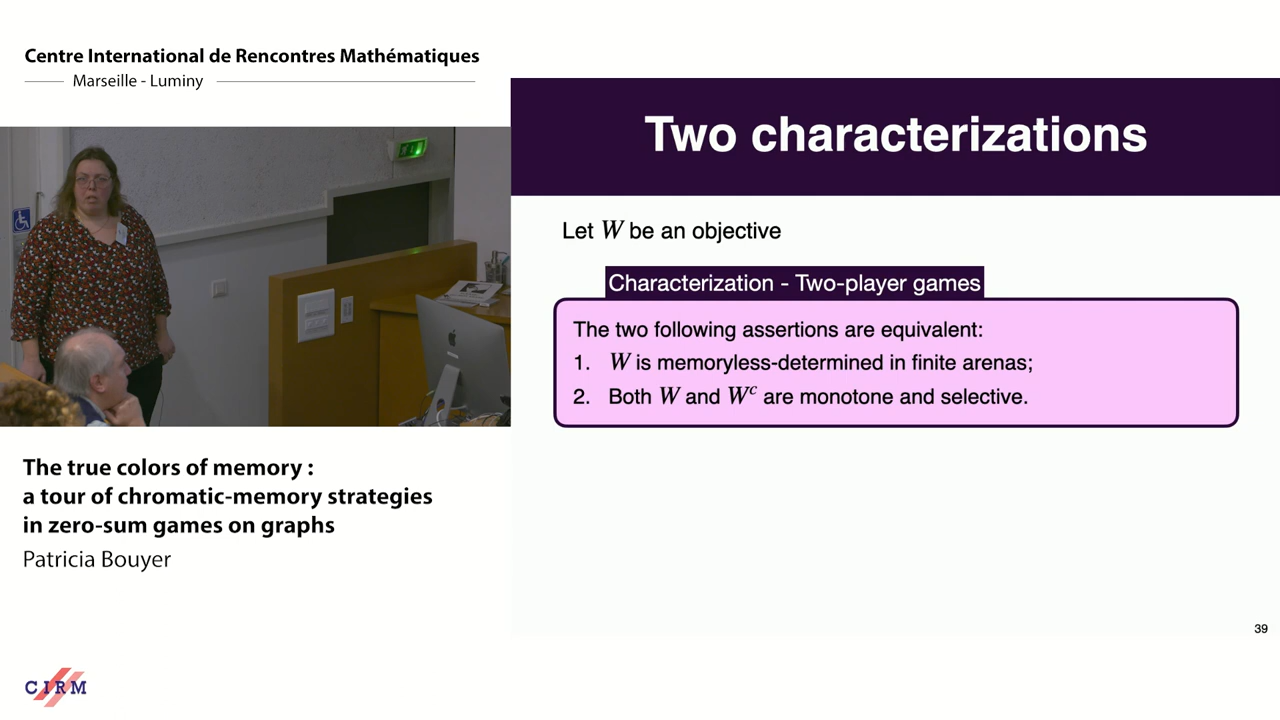 Centre International de Rencontres Mathématiques
Marseille - Luminy
Two characterizations
Let W be an objective
Characterization - Two-player games
The two following assertions are equivalent:
1. W is memoryless-determined in finite arenas;
2. Both W and Wᶜ are monotone and selective.
The true colors of memory :
a tour of chromatic-memory strategies
in zero-sum games on graphs
Patricia Bouyer
39
CIRM